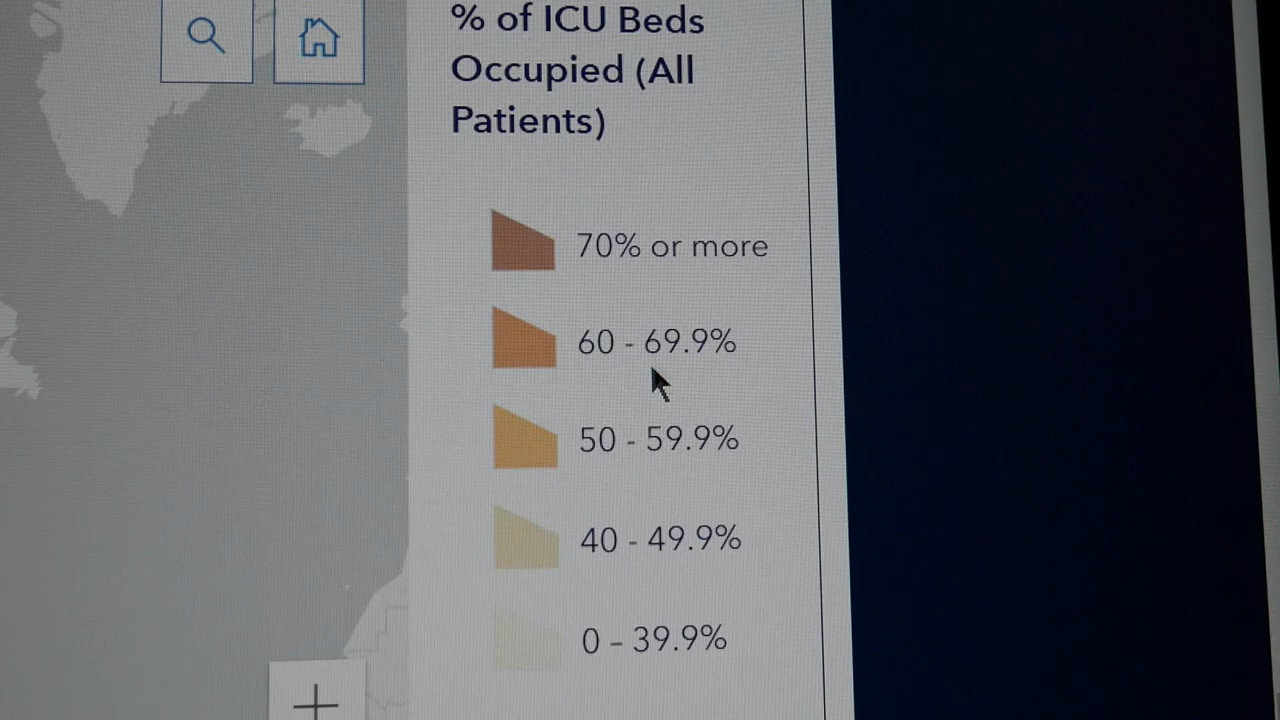 % of ICU Beds
Occupied (All
Patients)
70% or more
60 - 69.9%
50 - 59.9%
40 - 49.9%
0 - 39.9%